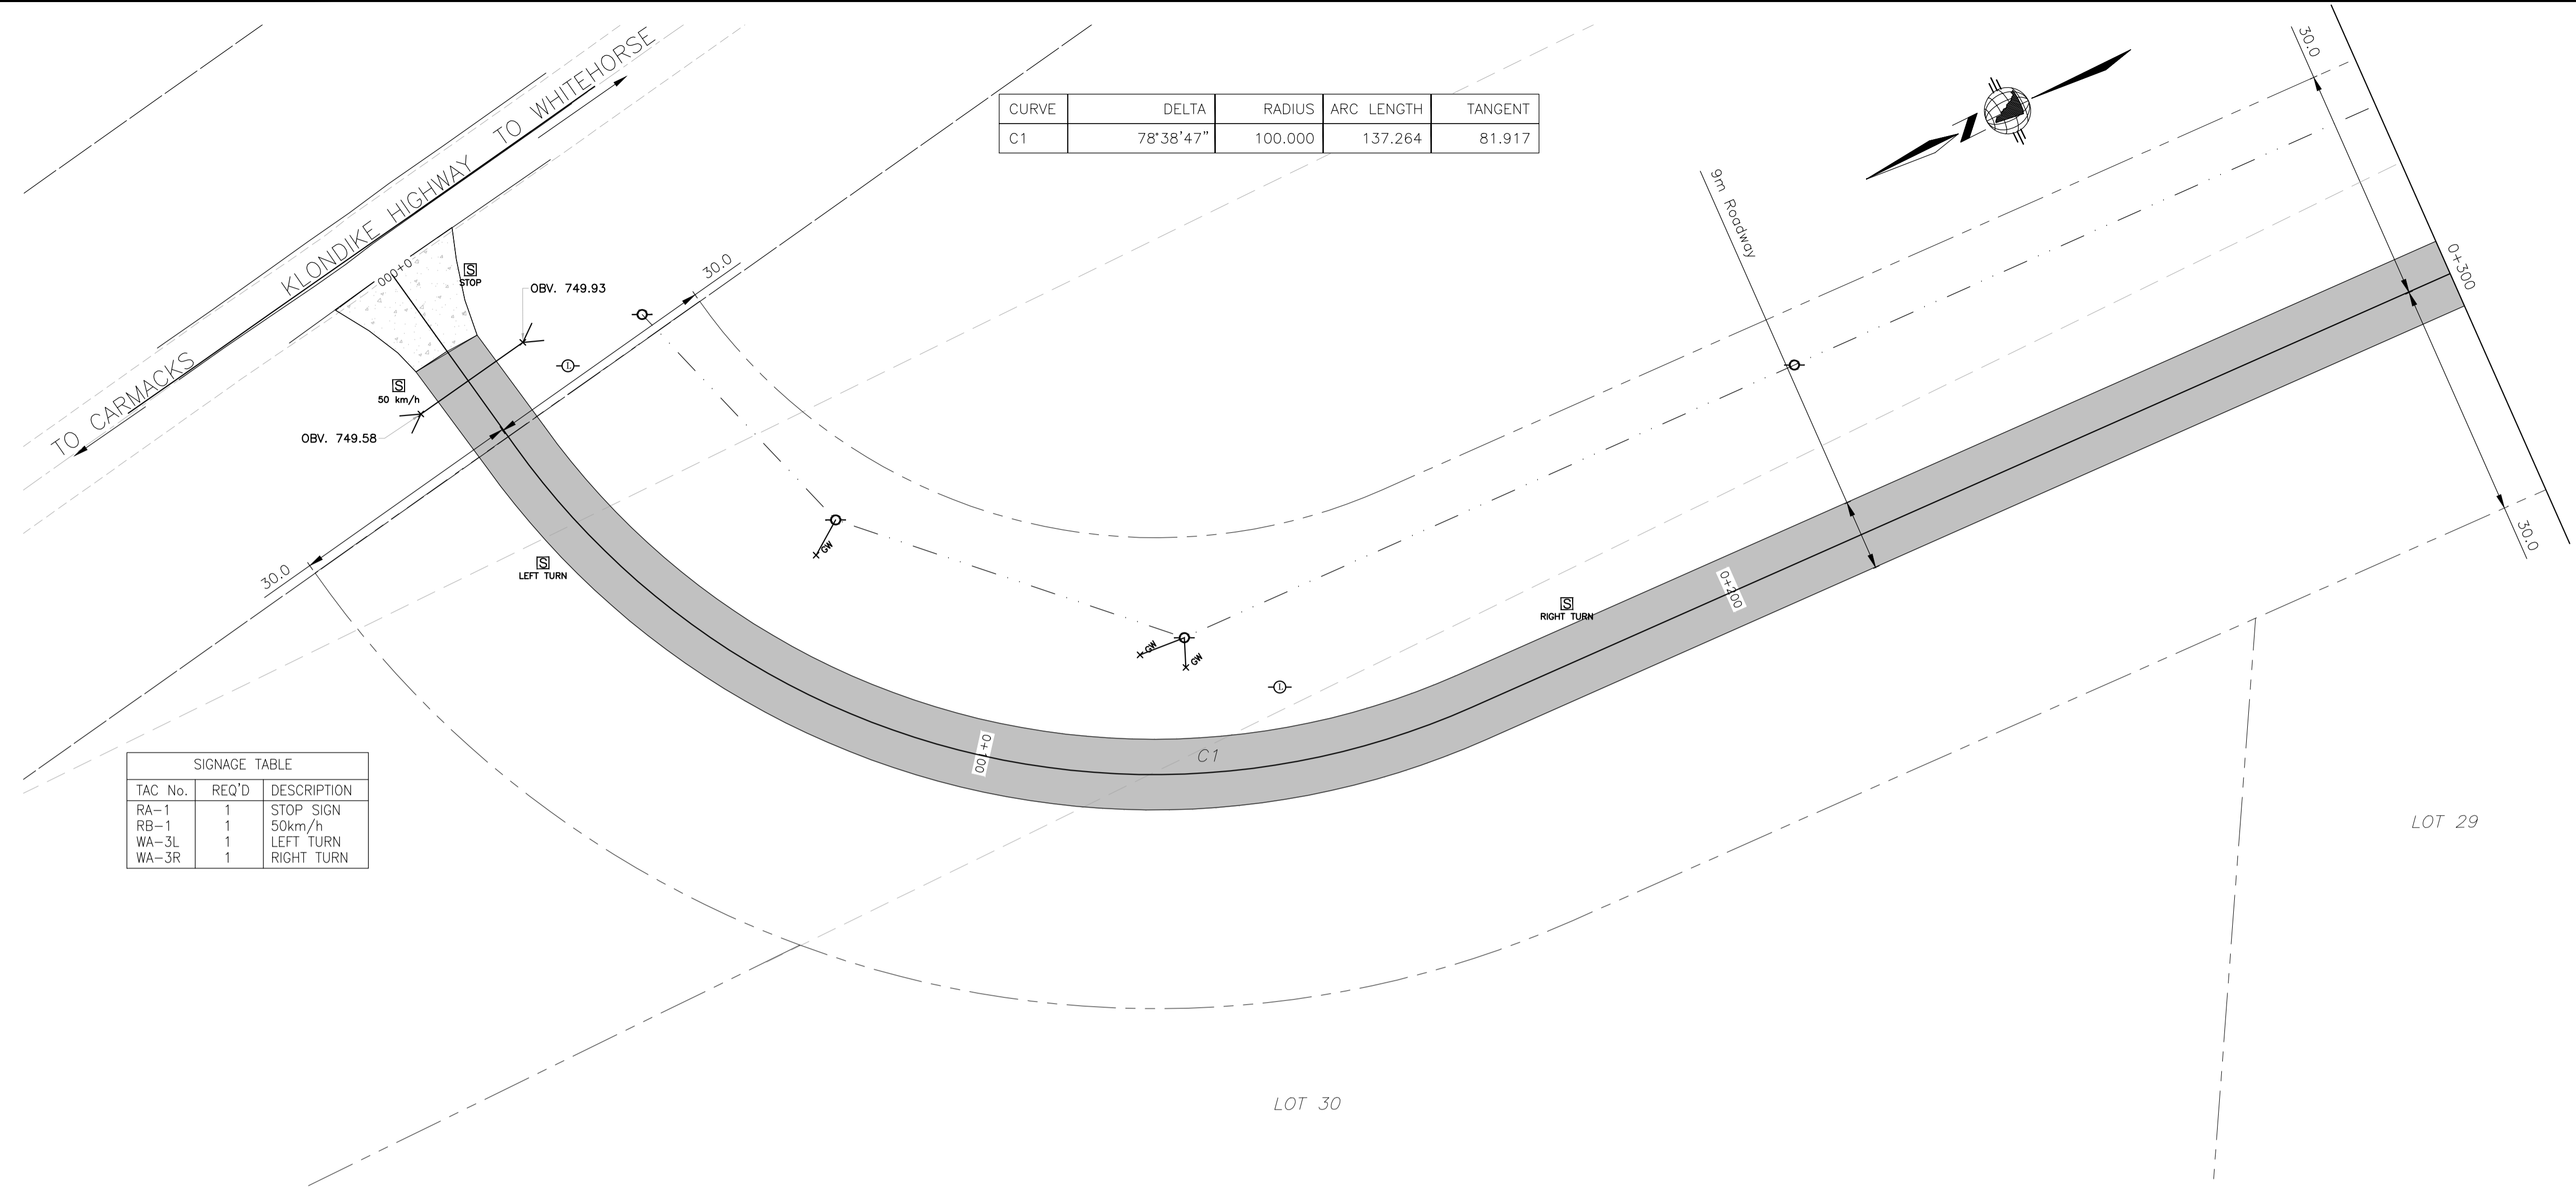 TO CARMACKS
KLONDIKE HIGHWAY
TO WHITEHORSE
0+000
S
STOP
OBV. 749.93
S
50 km/h
OBV. 749.58
30.0
30.0
L
S
LEFT TURN
GW
GW
GW
L
C1
0+100
S
RIGHT TURN
0+200
9m Roadway
0+300
30.0
30.0
CURVE DELTA RADIUS ARC LENGTH TANGENT
C1 78°38'47" 100.000 137.264 81.917
SIGNAGE TABLE
TAC No. REQ'D DESCRIPTION
RA-1 1 STOP SIGN
RB-1 1 50km/h
WA-3L 1 LEFT TURN
WA-3R 1 RIGHT TURN
LOT 29
LOT 30